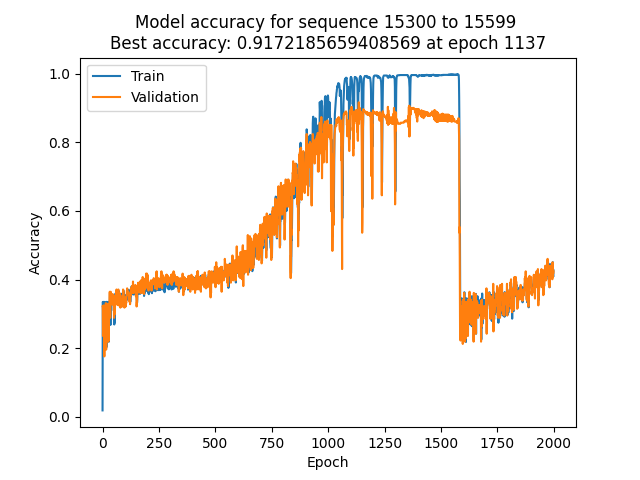 Model accuracy for sequence 15300 to 15599
Best accuracy: 0.9172185659408569 at epoch 1137
Train
Validation
Accuracy
1.0
0.8
0.6
0.4
0.2
0.0
0 250 500 750 1000 1250 1500 1750 2000
Epoch